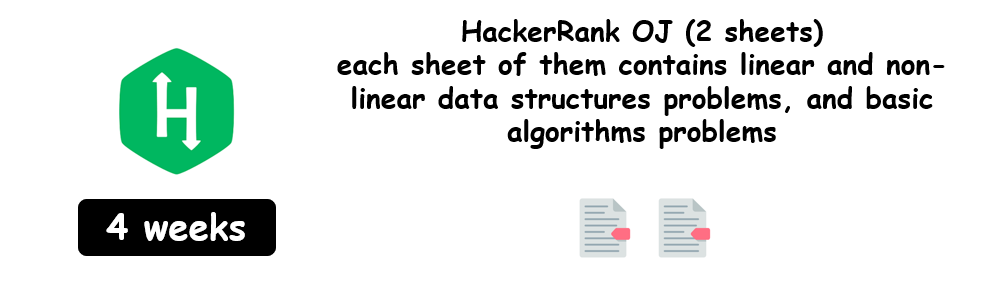 HackerRank OJ (2 sheets)
each sheet of them contains linear and non-
linear data structures problems, and basic
algorithms problems
H
4 weeks